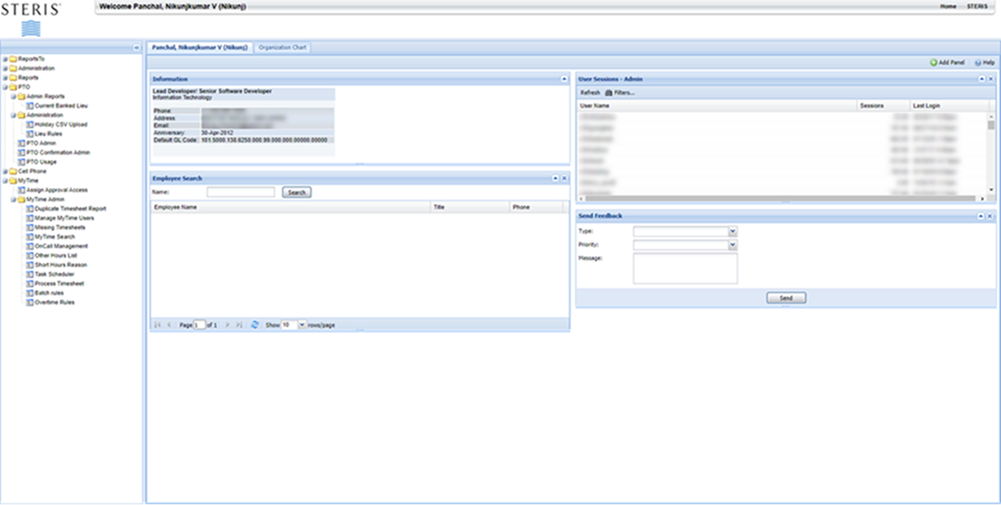 STERIS
Welcome Panchal, Nikunjkumar V (Nikunj)
Home
STERIS
ReportsTo
Administration
Reports
PTO
Admin Reports
Current Banked Lieu
Administration
Holiday CSV Upload
Lieu Rules
PTO Admin
PTO Confirmation Admin
PTO Usage
Cell Phone
MyTime
Assign Approval Access
MyTime Admin
Duplicate Timesheet Report
Manage MyTime Users
Missing Timesheets
MyTime Search
OnCall Management
Other Hours List
Short Hours Reason
Task Scheduler
Process Timesheet
Batch rules
Overtime Rules
Panchal, Nikunjkumar V (Nikunj)
Organization Chart
Add Panel
Help
Information
Lead Developer/ Senior Software Developer
Information Technology
Phone:
Address:
Email:
Anniversary: 30-Apr-2012
Default GL Code: 101.5000.138.6250.000.99.000.000.00000.00000
Employee Search
Name:
Search
Employee Name Title Phone
Page 1 of 1
Show 10 rows/page
User Sessions - Admin
Refresh Filters...
User Name Sessions Last Login
Send Feedback
Type:
Priority:
Message:
Send